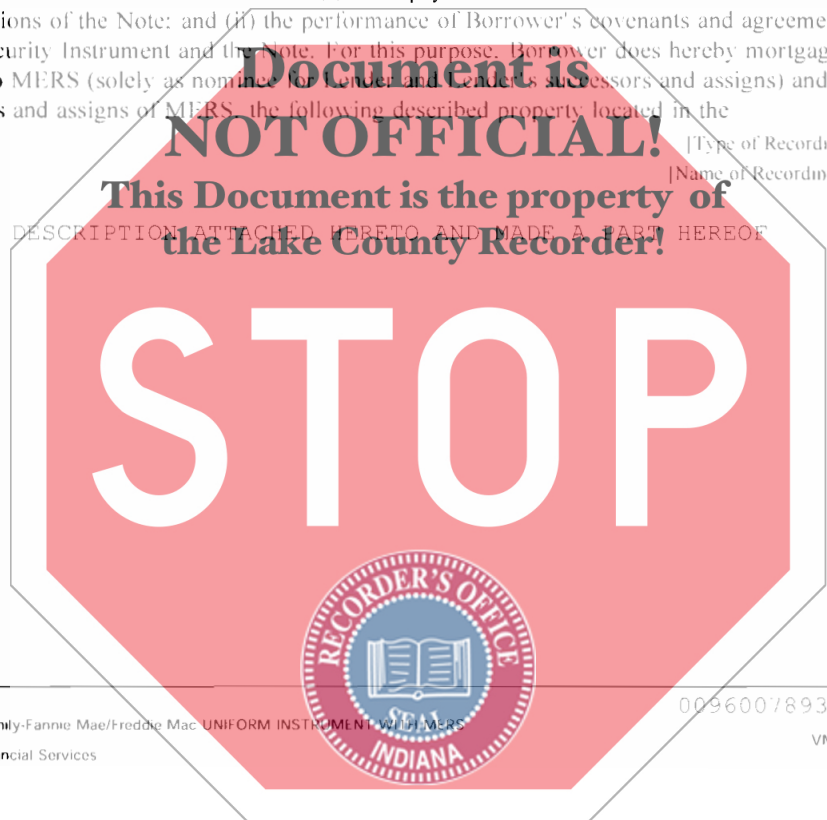 ions of the Note: and (ii) the performance of Borrower's covenants and agreeme
curity Instrument and the Note. For this purpose, Borrower does hereby mortgag
o MERS (solely as nominee for Lender and Lender's successors and assigns) and
s and assigns of MERS, the following described property located in the
Document is
NOT OFFICIAL!
[Type of Recordi
[Name of Recordin
This Document is the property of
DESCRIPTION ATTACHED HERETO AND MADE A PART HEREOF
the Lake County Recorder!
STOP
RECORDER'S OFFICE
SEAL
INDIANA
0096007893
nily-Fannie Mae/Freddie Mac UNIFORM INSTRUMENT WITH MERS
VM
ncial Services